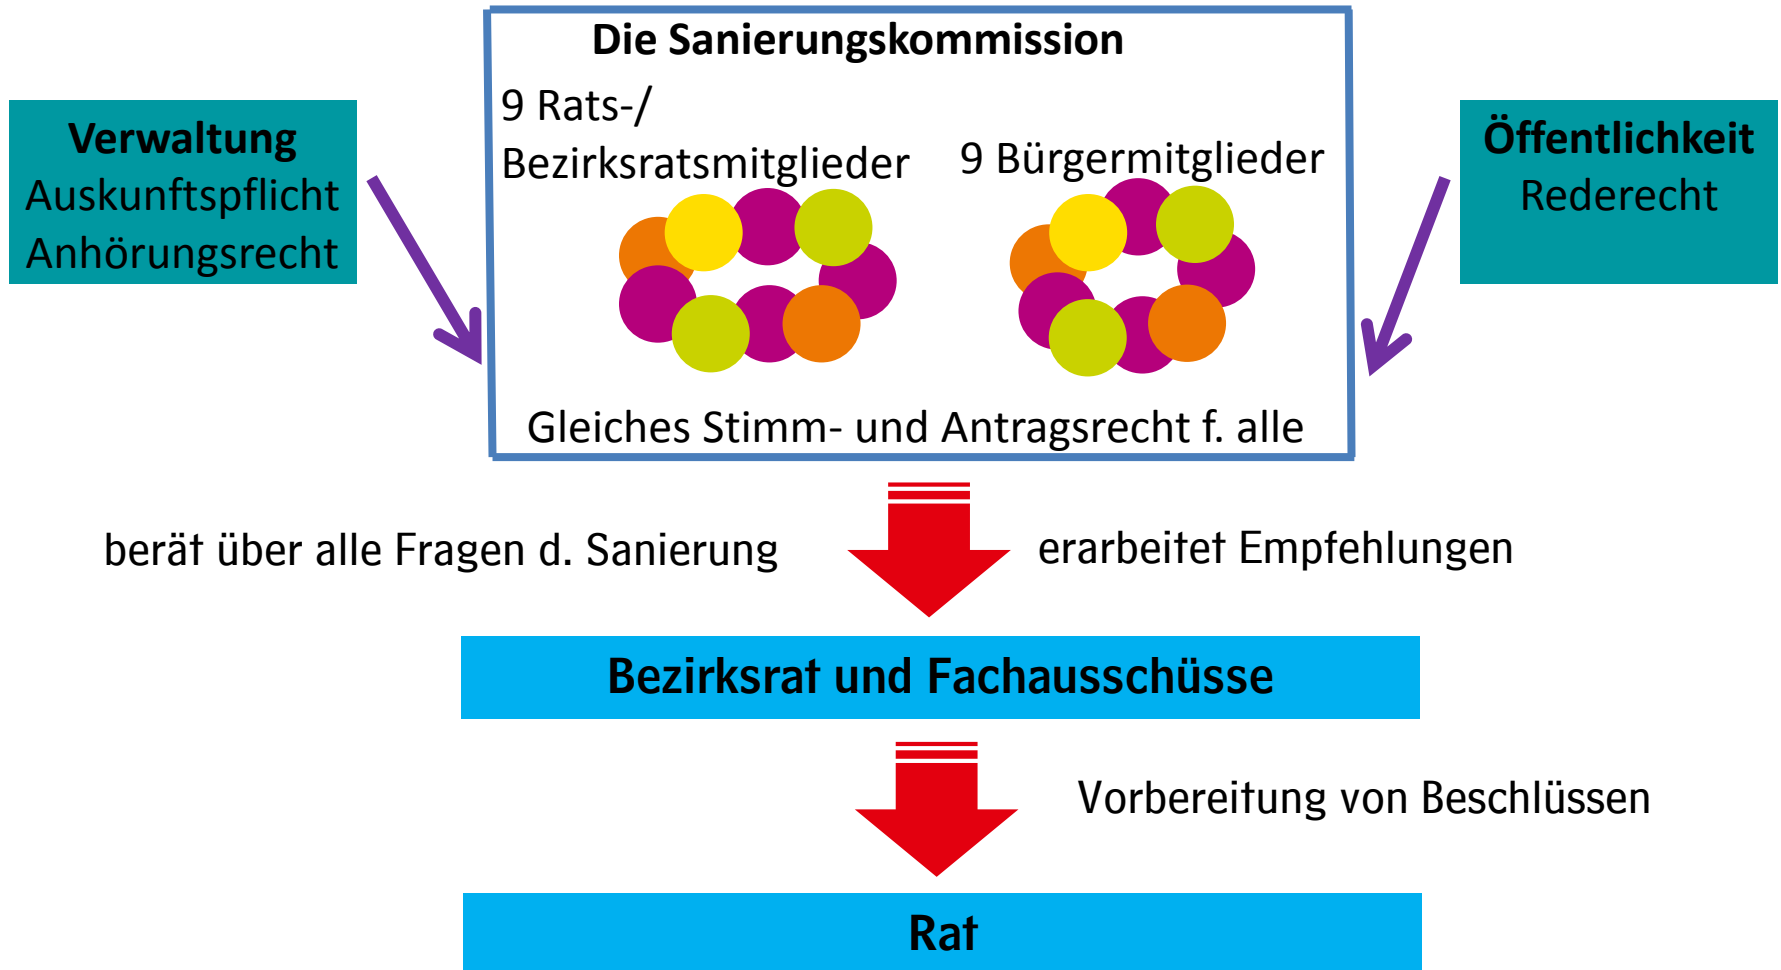 Die Sanierungskommission
9 Rats-/
Bezirksratsmitglieder
9 Bürgermitglieder
Gleiches Stimm- und Antragsrecht f. alle
Verwaltung
Auskunftspflicht
Anhörungsrecht
Öffentlichkeit
Rederecht
berät über alle Fragen d. Sanierung
erarbeitet Empfehlungen
Bezirksrat und Fachausschüsse
Vorbereitung von Beschlüssen
Rat